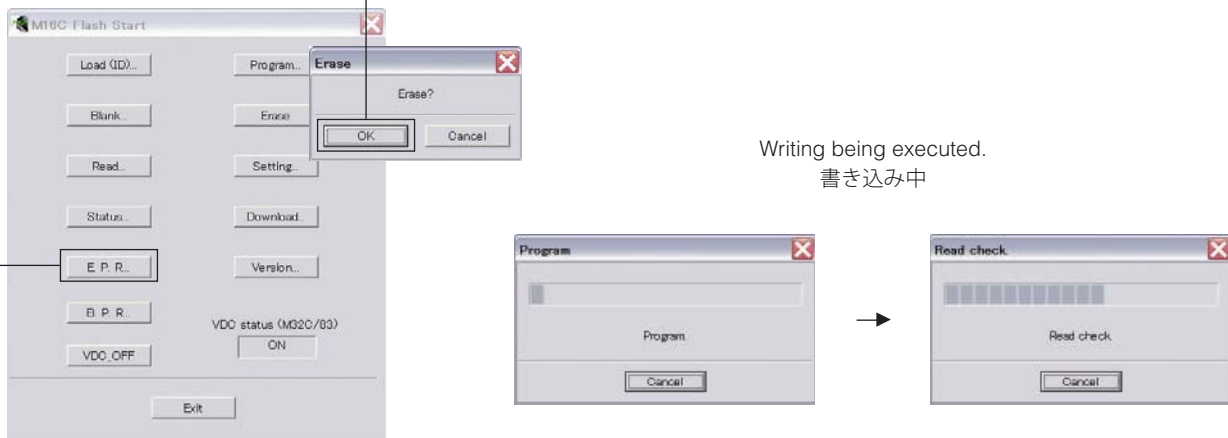 M16C Flash Start
Load (ID)...
Program...
Blank...
Erase
Read...
Setting...
Status...
Download...
E. P. R...
Version...
B. P. R...
VDC status (M32C/83)
ON
VDC_OFF
Exit
Erase
Erase?
OK
Cancel
Writing being executed.
書き込み中
Program
Program.
Cancel
Read check.
Read check.
Cancel